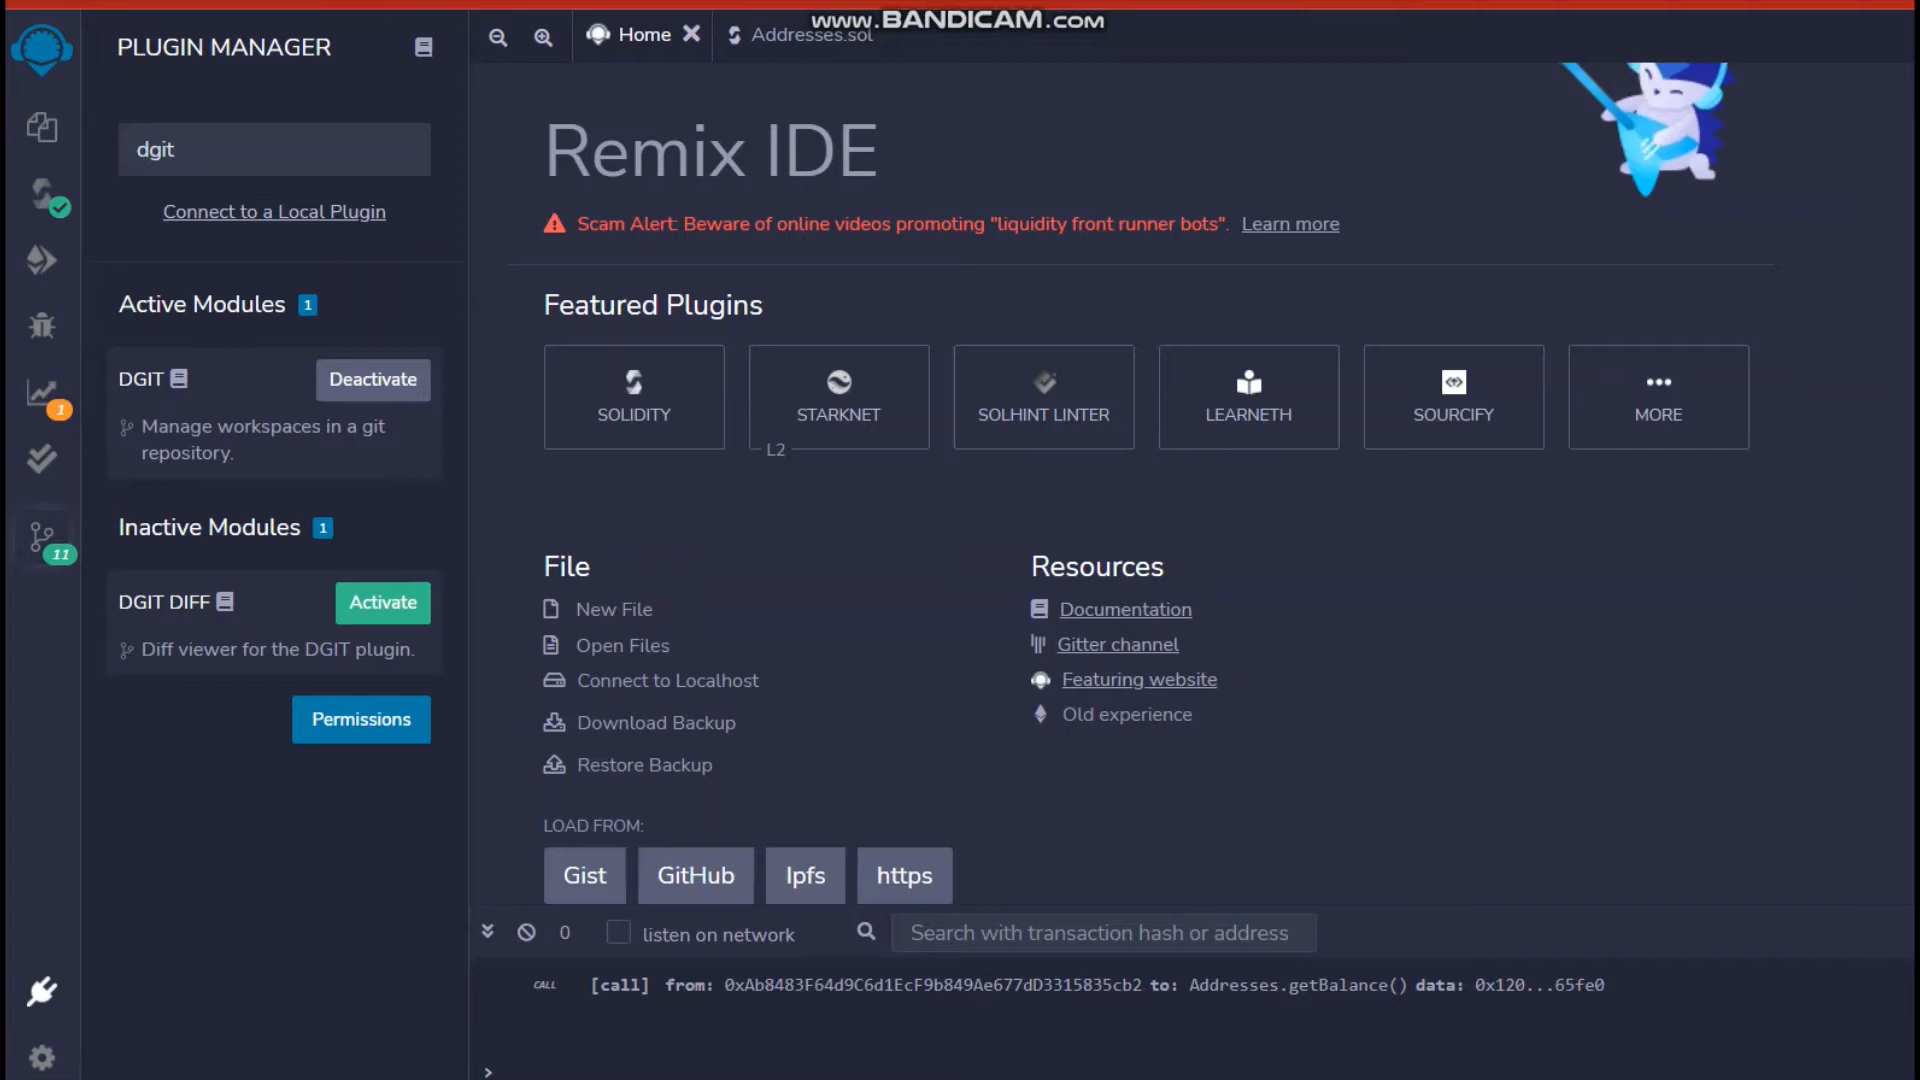 www.BANDICAM.com
PLUGIN MANAGER
Home
Addresses.sol
dgit
Connect to a Local Plugin
Active Modules 1
DGIT
Deactivate
Manage workspaces in a git
repository.
Inactive Modules 1
DGIT DIFF
Activate
Diff viewer for the DGIT plugin.
Permissions
1
11
Remix IDE
Scam Alert: Beware of online videos promoting "liquidity front runner bots". Learn more
Featured Plugins
SOLIDITY
STARKNET
L2
SOLHINT LINTER
LEARNETH
SOURCIFY
MORE
File
New File
Open Files
Connect to Localhost
Download Backup
Restore Backup
LOAD FROM:
Gist
GitHub
Ipfs
https
Resources
Documentation
Gitter channel
Featuring website
Old experience
0
listen on network
Search with transaction hash or address
CALL [call] from: 0xAb8483F64d9C6d1EcF9b849Ae677dD3315835cb2 to: Addresses.getBalance() data: 0x120...65fe0
>